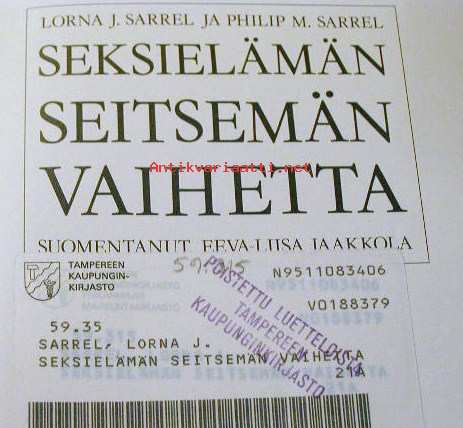 LORNA J. SARREL JA PHILIP M. SARREL
SEKSIELÄMÄN
SEITSEMÄN
Antikvariaatti.net
VAIHETTA
SUOMENTANUT EEVA-LIISA JAAKKOLA
TAMPEREEN
KAUPUNGIN-
KIRJASTO
N9511083406
V0188379
59.35
SARREL, LORNA J.
SEKSIELÄMÄN SEITSEMÄN VAIHETTA
21A
POISTETTU LUETTELOISTA
TAMPEREEN
KAUPUNGINKIRJASTO